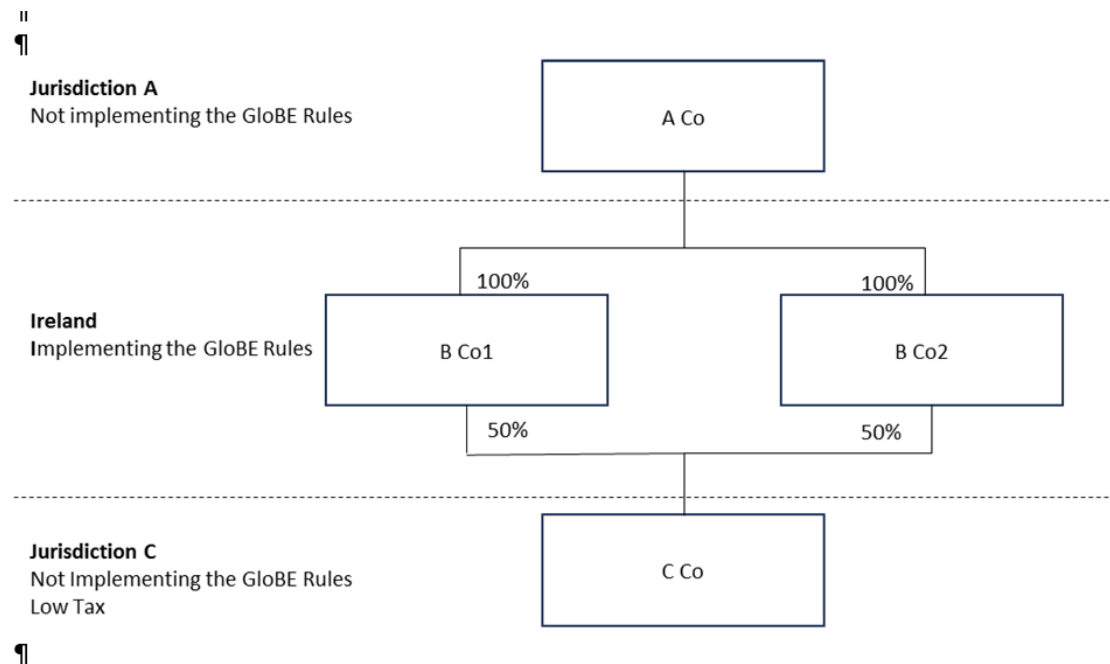 ¶
Jurisdiction A
Not implementing the GloBE Rules
A Co
100%
100%
Ireland
Implementing the GloBE Rules
B Co1
B Co2
50%
50%
Jurisdiction C
Not Implementing the GloBE Rules
Low Tax
C Co
¶